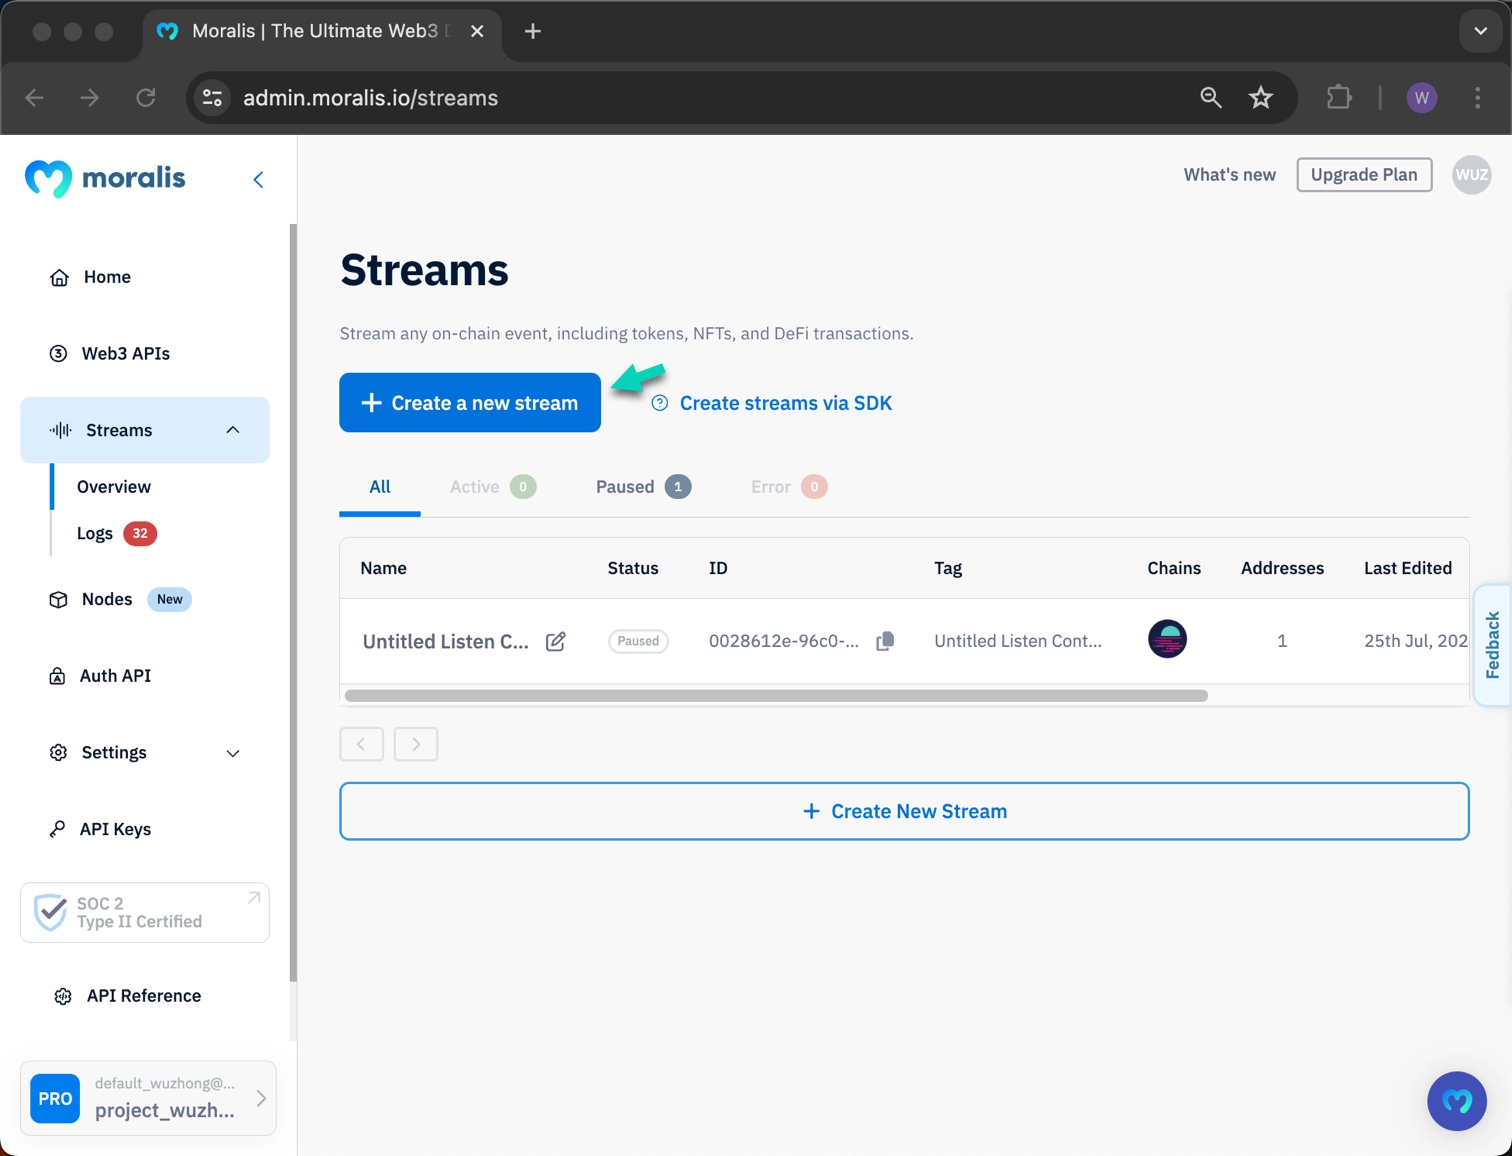 Moralis | The Ultimate Web3
admin.moralis.io/streams
W
moralis
What's new
Upgrade Plan
WUZ
Home
Web3 APIs
Streams
Overview
Logs 32
Nodes New
Auth API
Settings
API Keys
SOC 2
Type II Certified
API Reference
PRO
default_wuzhong@...
project_wuzh...
Streams
Stream any on-chain event, including tokens, NFTs, and DeFi transactions.
+ Create a new stream
? Create streams via SDK
All
Active 0
Paused 1
Error 0
Name Status ID Tag Chains Addresses Last Edited
Untitled Listen C... Paused 0028612e-96c0-... Untitled Listen Cont... 1 25th Jul, 202
+ Create New Stream
Fedback